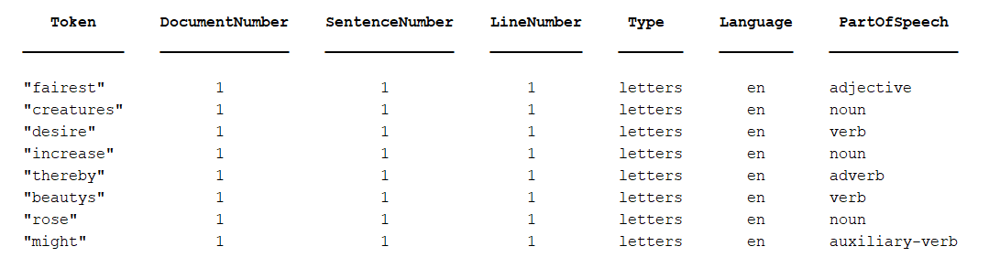 Token DocumentNumber SentenceNumber LineNumber Type Language PartOfSpeech
"fairest" 1 1 1 letters en adjective
"creatures" 1 1 1 letters en noun
"desire" 1 1 1 letters en verb
"increase" 1 1 1 letters en noun
"thereby" 1 1 1 letters en adverb
"beautys" 1 1 1 letters en verb
"rose" 1 1 1 letters en noun
"might" 1 1 1 letters en auxiliary-verb